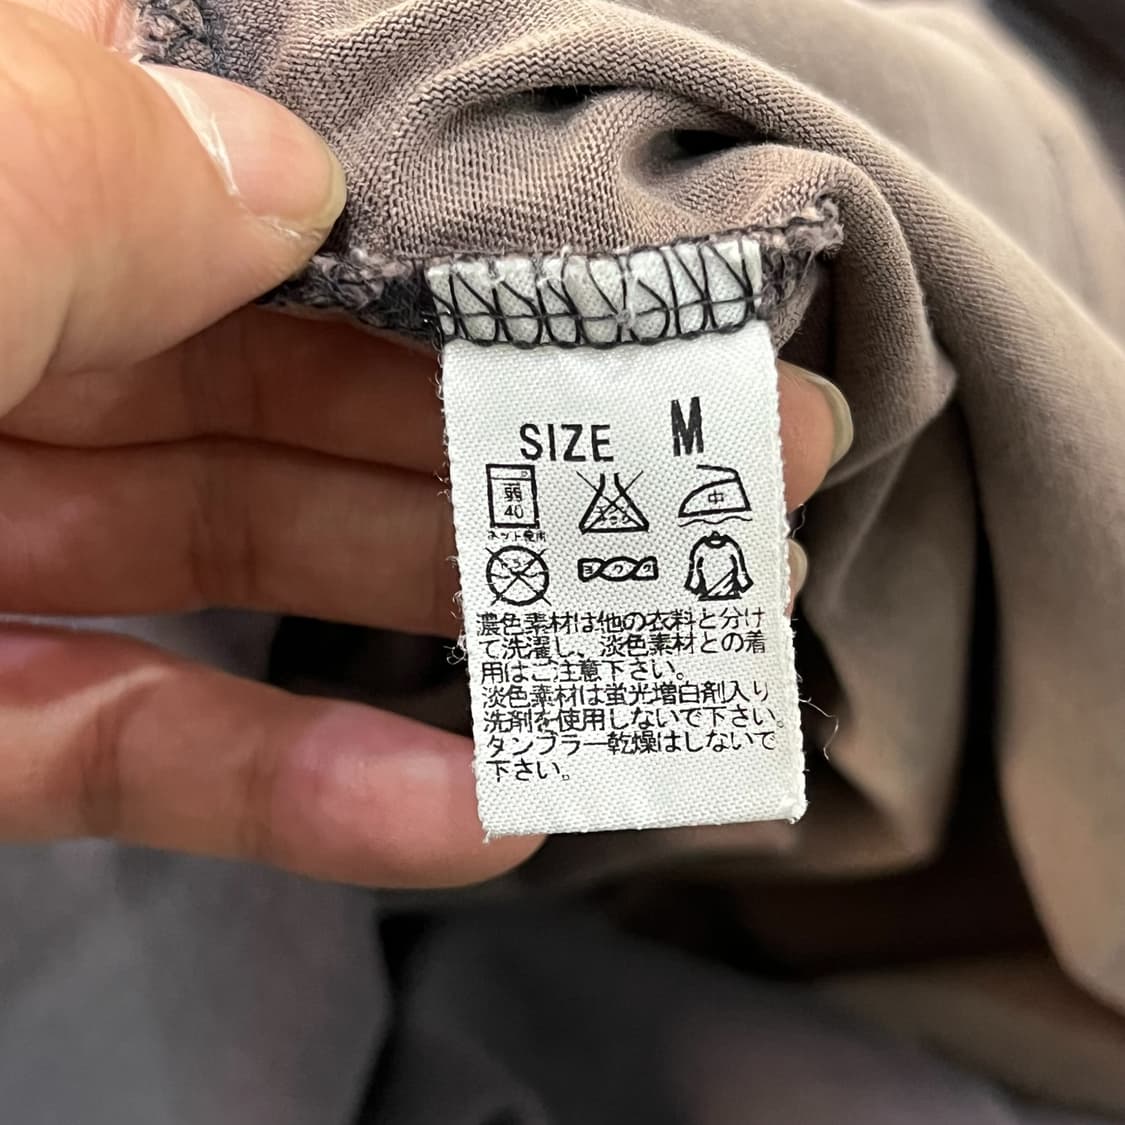 SIZE M
弱
40
中
ネット使用
ヨワク
濃色素材は他の衣料と分け
て洗濯し、淡色素材との着
用はご注意下さい。
淡色素材は蛍光増白剤入り
洗剤を使用しないで下さい。
タンブラー乾燥はしないで
下さい。